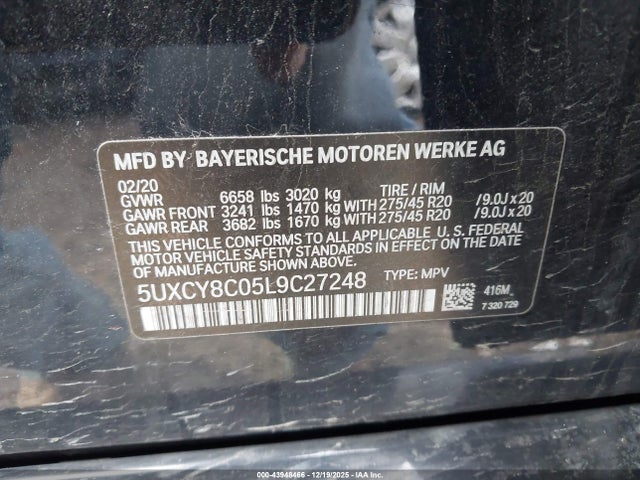 MFD BY BAYERISCHE MOTOREN WERKE AG
02/20 TIRE / RIM
GVWR 6658 lbs 3020 kg
GAWR FRONT 3241 lbs 1470 kg WITH 275/45 R20 / 9.0J x 20
GAWR REAR 3682 lbs 1670 kg WITH 275/45 R20 / 9.0J x 20
THIS VEHICLE CONFORMS TO ALL APPLICABLE U. S. FEDERAL
MOTOR VEHICLE SAFETY STANDARDS IN EFFECT ON THE
DATE OF MANUFACTURE SHOWN ABOVE.
5UXCY8C05L9C27248 TYPE: MPV
416M
7 320 729
000-43948466 - 12/19/2025 - Copyright © 2025 IAAI, Inc.